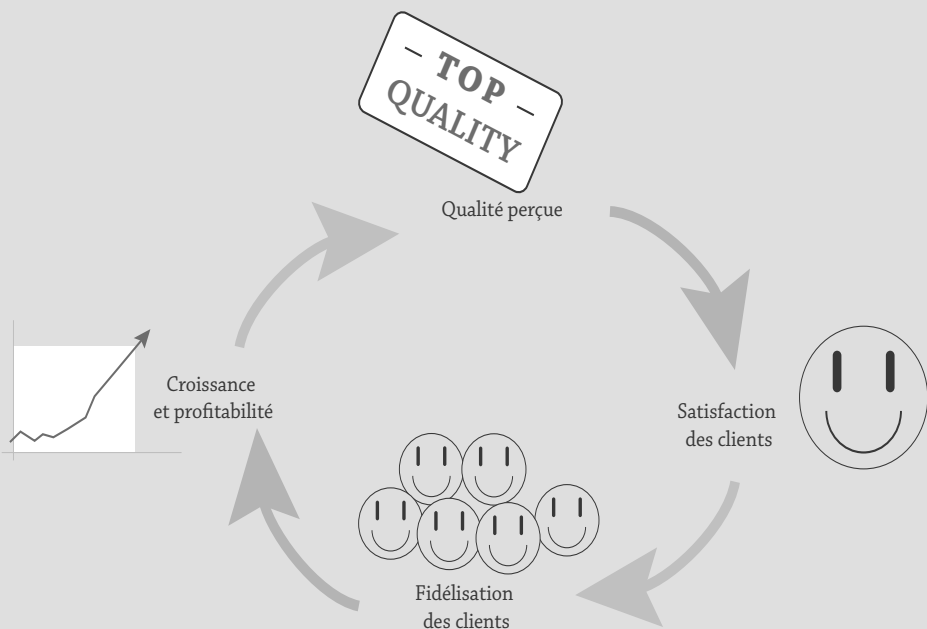 – TOP –
QUALITY
Qualité perçue
Satisfaction
des clients
Fidélisation
des clients
Croissance
et profitabilité